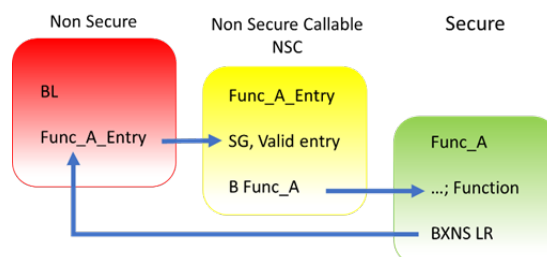 Non Secure
BL
Func_A_Entry
Non Secure Callable
NSC
Func_A_Entry
SG, Valid entry
B Func_A
Secure
Func_A
...; Function
BXNS LR